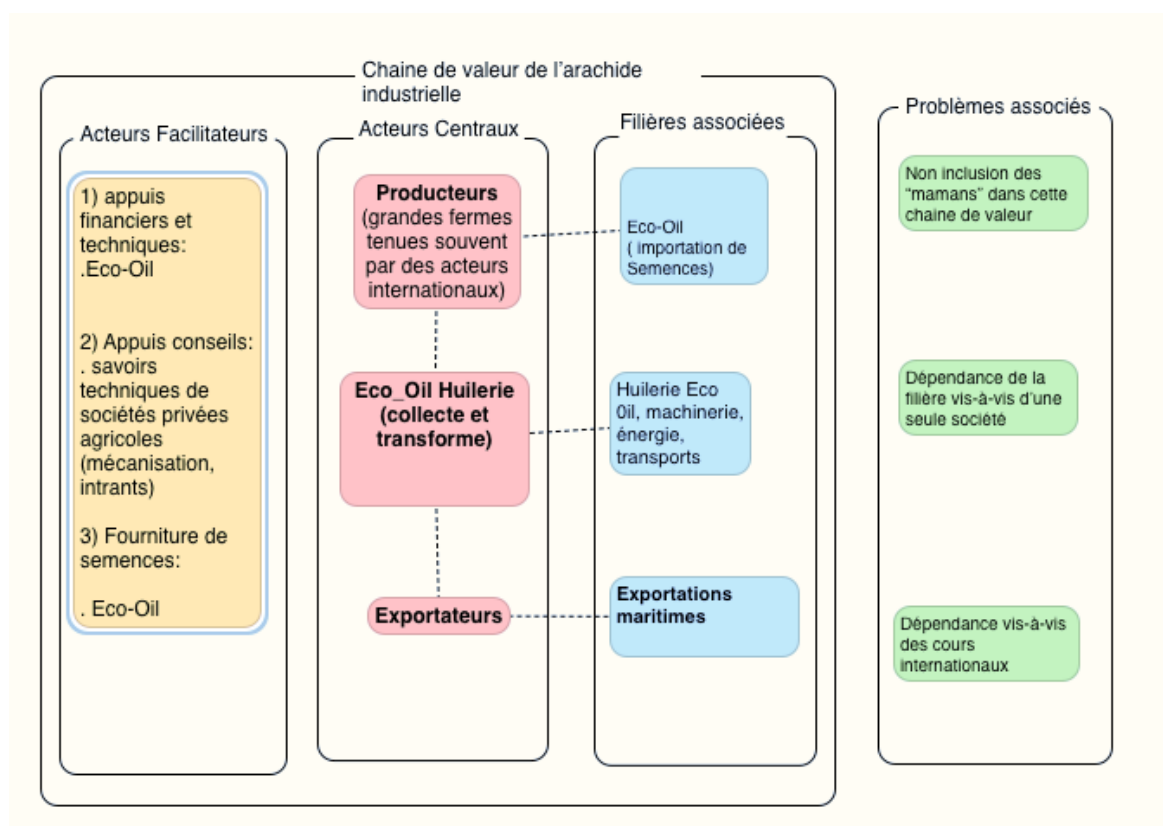 Chaine de valeur de l'arachide
industrielle
Acteurs Facilitateurs
1) appuis
financiers et
techniques:
.Eco-Oil
2) Appuis conseils:
. savoirs
techniques de
sociétés privées
agricoles
(mécanisation,
intrants)
3) Fourniture de
semences:
. Eco-Oil
Acteurs Centraux
Producteurs
(grandes fermes
tenues souvent
par des acteurs
internationaux)
Eco_Oil Huilerie
(collecte et
transforme)
Exportateurs
Filières associées
Eco-Oil
( importation de
Semences)
Huilerie Eco
0il, machinerie,
énergie,
transports
Exportations
maritimes
Problèmes associés
Non inclusion des
“mamans” dans cette
chaine de valeur
Dépendance de la
filière vis-à-vis d'une
seule société
Dépendance vis-à-vis
des cours
internationaux